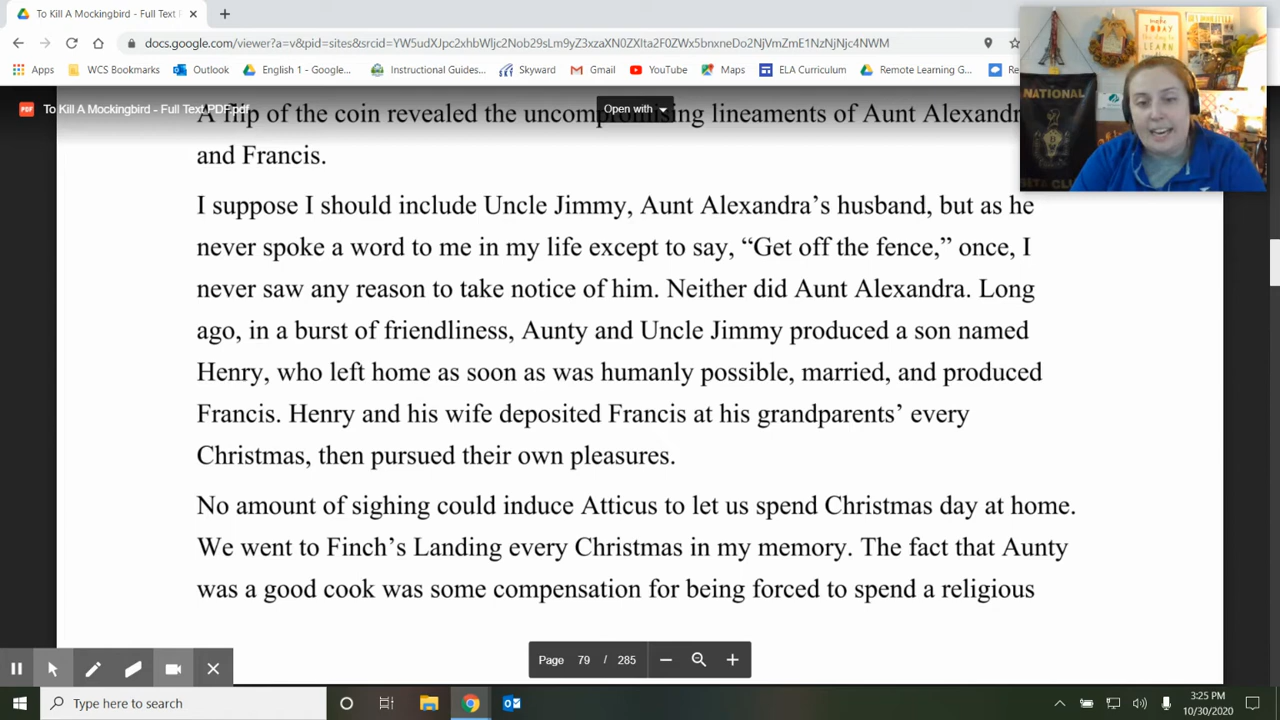 To Kill A Mockingbird - Full Text
docs.google.com/viewer?a=v&pid=sites&srcid=YW5udXJpc2xlbWljc2hob29sLm9yZ3xzaXN0ZXIta2F0ZWx5bnxneDo2NjVmZmE1NzNjNjc4NWM
Apps
WCS Bookmarks
Outlook
English 1 - Google...
Instructional Guides...
Skyward
Gmail
YouTube
Maps
ELA Curriculum
Remote Learning G...
Re
To Kill A Mockingbird - Full Text PDF.pdf
Open with
A flip of the coin revealed the uncompromising lineaments of Aunt Alexandr
and Francis.
I suppose I should include Uncle Jimmy, Aunt Alexandra’s husband, but as he
never spoke a word to me in my life except to say, “Get off the fence,” once, I
never saw any reason to take notice of him. Neither did Aunt Alexandra. Long
ago, in a burst of friendliness, Aunty and Uncle Jimmy produced a son named
Henry, who left home as soon as was humanly possible, married, and produced
Francis. Henry and his wife deposited Francis at his grandparents’ every
Christmas, then pursued their own pleasures.
No amount of sighing could induce Atticus to let us spend Christmas day at home.
We went to Finch’s Landing every Christmas in my memory. The fact that Aunty
was a good cook was some compensation for being forced to spend a religious
NATIONAL
make
TODAY
LEARN
Page 79 / 285
Type here to search
3:25 PM
10/30/2020